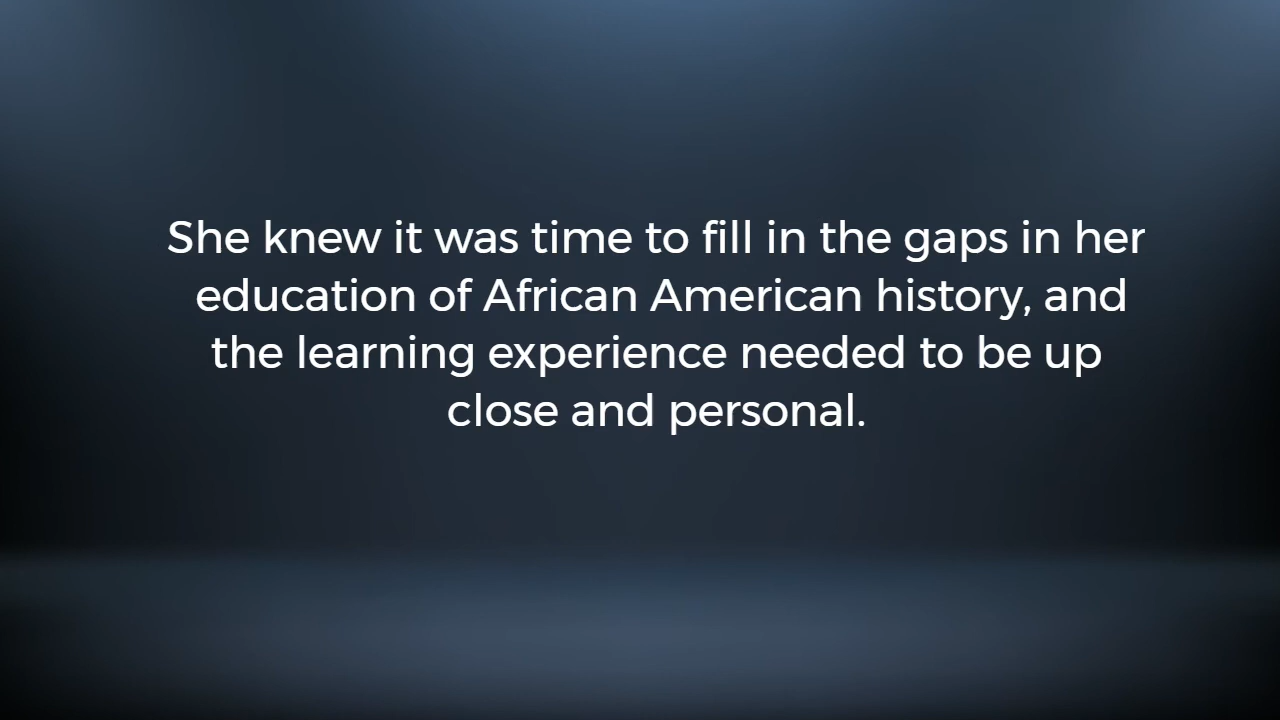 She knew it was time to fill in the gaps in her
education of African American history, and
the learning experience needed to be up
close and personal.